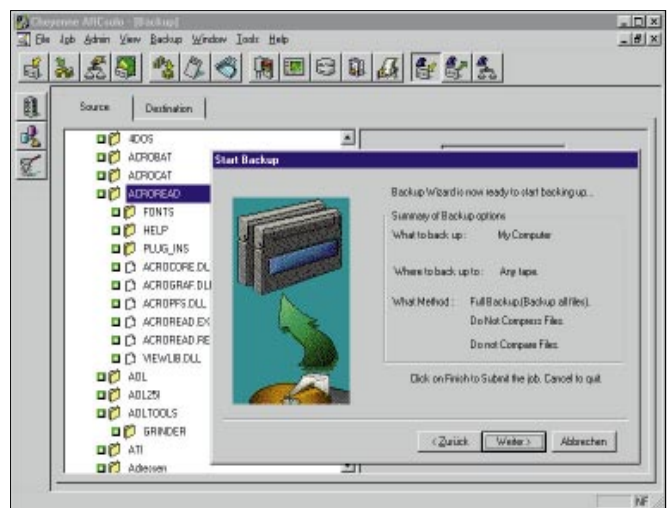 Cheyenne ARCsolo - [Backup]
File Job Admin View Backup Window Tools Help
Source Destination
4DOS
ACROBAT
ACROCAT
ACROREAD
FONTS
HELP
PLUG_INS
ACROCORE.DL
ACROGRAF.DLL
ACROPFS.DLL
ACROREAD.EX
ACROREAD.RE
VIEWLIB.DLL
AOL
AOL25I
AOLTOOLS
GRINDER
ATI
Adressen
Start Backup
Backup Wizard is now ready to start backing up...
Summary of Backup options
What to back up: My Computer
Where to back up to: Any tape.
What Method: Full Backup.(Backup all files).
Do Not Compress Files.
Do not Compare Files.
Click on Finish to Submit the job. Cancel to quit.
< Zurück Weiter > Abbrechen